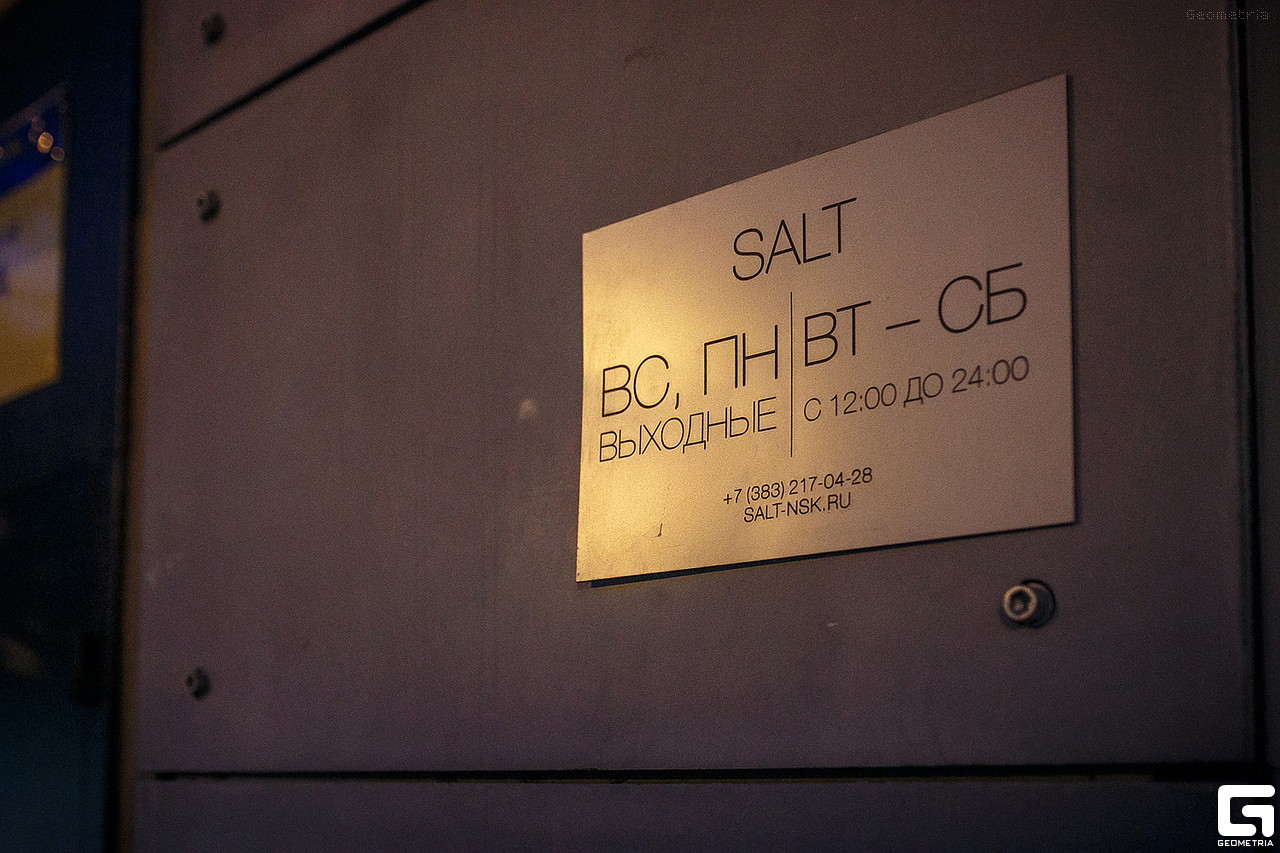 Geometria
SALT
ВС, ПН
ВЫХОДНЫЕ
ВТ – СБ
С 12:00 ДО 24:00
+7 (383) 217-04-28
SALT-NSK.RU
GEOMETRIA